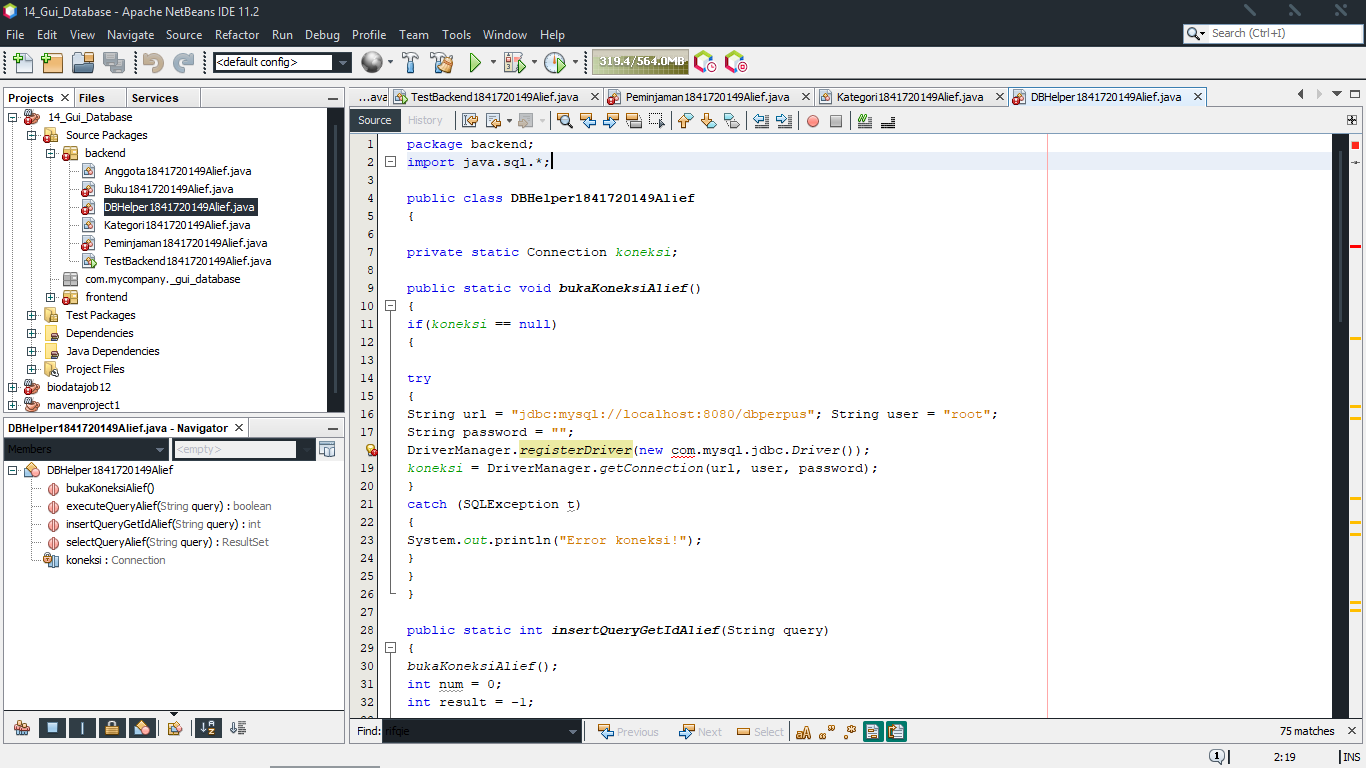 14_Gui_Database - Apache NetBeans IDE 11.2
File Edit View Navigate Source Refactor Run Debug Profile Team Tools Window Help
Search (Ctrl+I)
<default config>
319.4/564.0MB
Projects Files Services
14_Gui_Database
Source Packages
backend
Anggota1841720149Alief.java
Buku1841720149Alief.java
DBHelper1841720149Alief.java
Kategori1841720149Alief.java
Peminjaman1841720149Alief.java
TestBackend1841720149Alief.java
com.mycompany._gui_database
frontend
Test Packages
Dependencies
Java Dependencies
Project Files
biodatajob12
mavenproject1
DBHelper1841720149Alief.java - Navigator
Members
<empty>
DBHelper1841720149Alief
bukaKoneksiAlief()
executeQueryAlief(String query) : boolean
insertQueryGetIdAlief(String query) : int
selectQueryAlief(String query) : ResultSet
koneksi : Connection
...ava TestBackend1841720149Alief.java Peminjaman1841720149Alief.java Kategori1841720149Alief.java DBHelper1841720149Alief.java
Source History
1 package backend;
2 import java.sql.*;
3
4 public class DBHelper1841720149Alief
5 {
6
7 private static Connection koneksi;
8
9 public static void bukaKoneksiAlief()
10 {
11 if(koneksi == null)
12 {
13
14 try
15 {
16 String url = "jdbc:mysql://localhost:8080/dbperpus"; String user = "root";
17 String password = "";
DriverManager.registerDriver(new com.mysql.jdbc.Driver());
19 koneksi = DriverManager.getConnection(url, user, password);
20 }
21 catch (SQLException t)
22 {
23 System.out.println("Error koneksi!");
24 }
25 }
26 }
27
28 public static int insertQueryGetIdAlief(String query)
29 {
30 bukaKoneksiAlief();
31 int num = 0;
32 int result = -1;
Find: nfqie
Previous Next Select
75 matches
1
2:19
INS